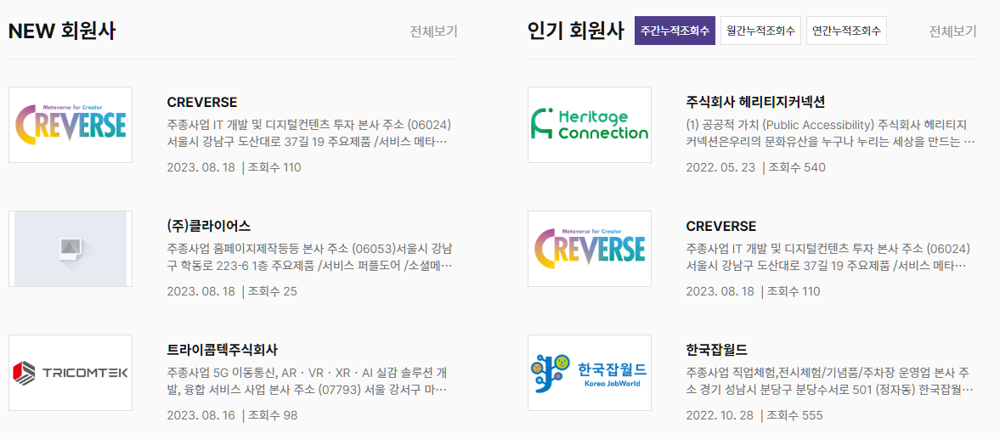 NEW 회원사
전체보기
Metaverse for Creator
CREVERSE
CREVERSE
주종사업 IT 개발 및 디지털컨텐츠 투자 본사 주소 (06024)
서울시 강남구 도산대로 37길 19 주요제품 /서비스 메타…
2023. 08. 18 | 조회수 110
(주)클라이어스
주종사업 홈페이지제작등등 본사 주소 (06053)서울시 강남
구 학동로 223-6 1층 주요제품 /서비스 퍼플도어 /소셜메…
2023. 08. 18 | 조회수 25
TRICOMTEK
트라이콤텍주식회사
주종사업 5G 이동통신, AR · VR · XR · AI 실감 솔루션 개
발, 융합 서비스 사업 본사 주소 (07793) 서울 강서구 마…
2023. 08. 16 | 조회수 98
인기 회원사
주간누적조회수
월간누적조회수
연간누적조회수
전체보기
Heritage
Connection
주식회사 헤리티지커넥션
(1) 공공적 가치 (Public Accessibility) 주식회사 헤리티지
커넥션은우리의 문화유산을 누구나 누리는 세상을 만드는 …
2022. 05. 23 | 조회수 540
Metaverse for Creator
CREVERSE
CREVERSE
주종사업 IT 개발 및 디지털컨텐츠 투자 본사 주소 (06024)
서울시 강남구 도산대로 37길 19 주요제품 /서비스 메타…
2023. 08. 18 | 조회수 110
한국잡월드
Korea JobWorld
한국잡월드
주종사업 직업체험,전시체험/기념품/주차장 운영업 본사 주
소 경기 성남시 분당구 분당수서로 501 (정자동) 한국잡월…
2022. 10. 28 | 조회수 555